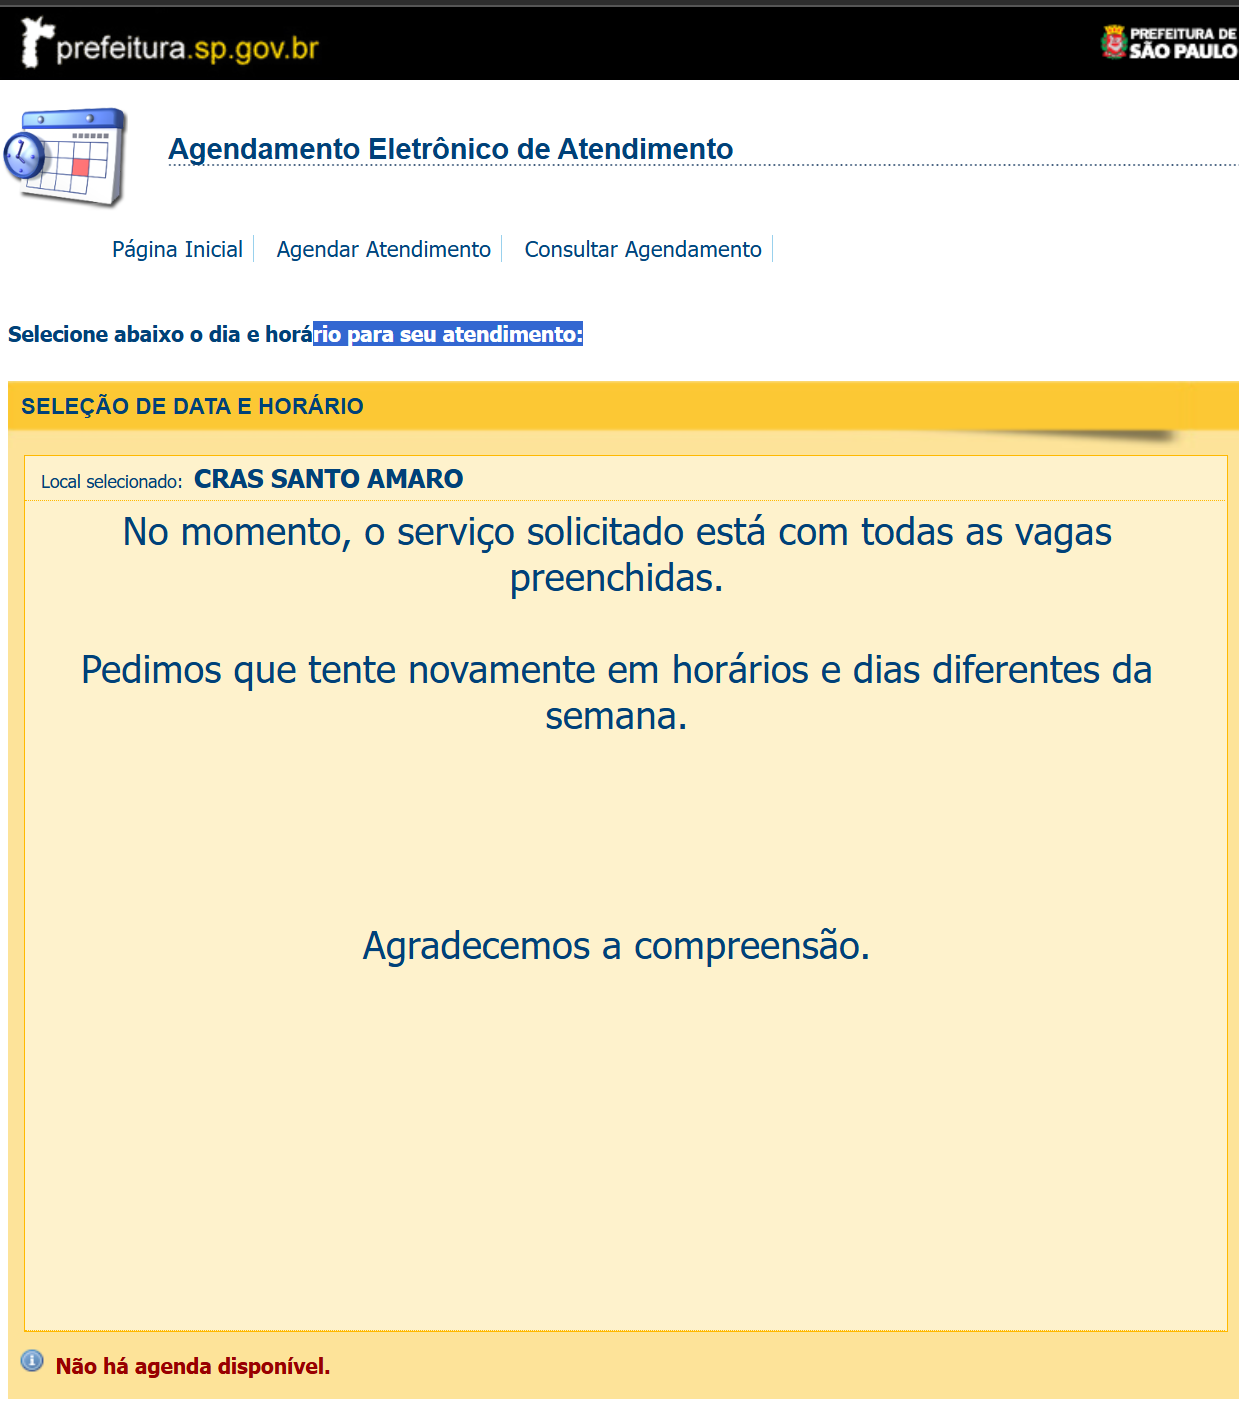 prefeitura.sp.gov.br
PREFEITURA DE
SÃO PAULO
Agendamento Eletrônico de Atendimento
Página Inicial Agendar Atendimento Consultar Agendamento
Selecione abaixo o dia e horário para seu atendimento:
SELEÇÃO DE DATA E HORÁRIO
Local selecionado: CRAS SANTO AMARO
No momento, o serviço solicitado está com todas as vagas
preenchidas.
Pedimos que tente novamente em horários e dias diferentes da
semana.
Agradecemos a compreensão.
Não há agenda disponível.